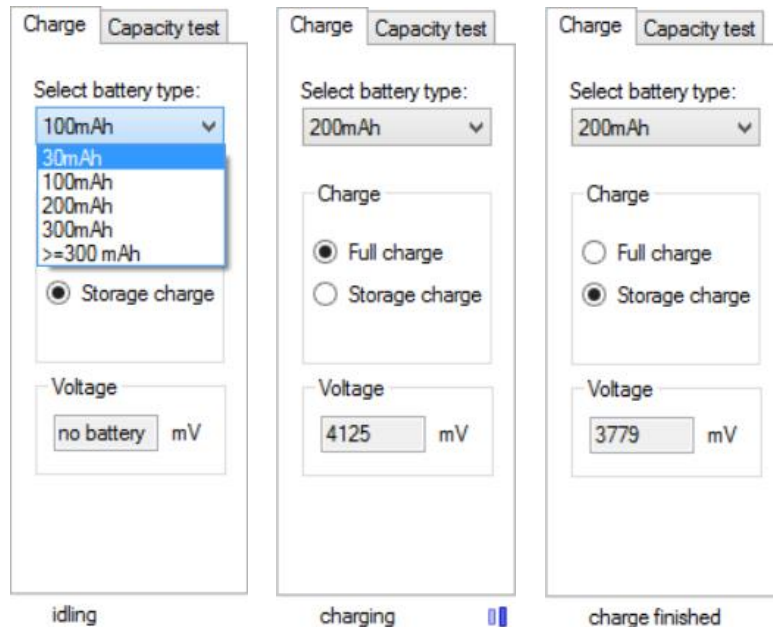 Charge Capacity test
Select battery type:
100mAh
30mAh
100mAh
200mAh
300mAh
>=300 mAh
Storage charge
Voltage
no battery mV
idling
Charge Capacity test
Select battery type:
200mAh
Charge
Full charge
Storage charge
Voltage
4125 mV
charging
Charge Capacity test
Select battery type:
200mAh
Charge
Full charge
Storage charge
Voltage
3779 mV
charge finished